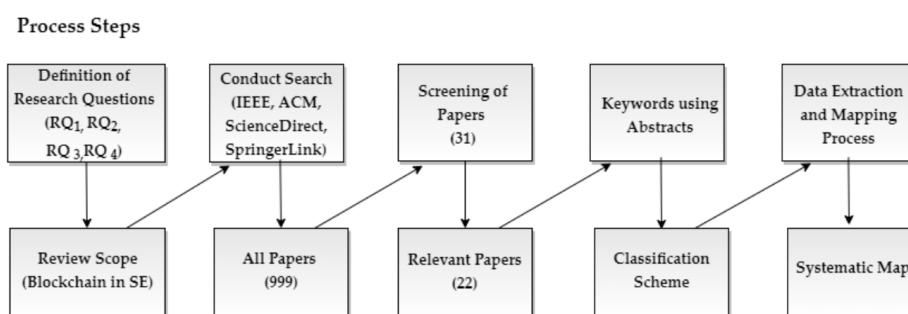 Process Steps
Definition of
Research Questions
(RQ1, RQ2,
RQ 3,RQ 4)
Conduct Search
(IEEE, ACM,
ScienceDirect,
SpringerLink)
Screening of
Papers
(31)
Keywords using
Abstracts
Data Extraction
and Mapping
Process
Review Scope
(Blockchain in SE)
All Papers
(999)
Relevant Papers
(22)
Classification
Scheme
Systematic Map